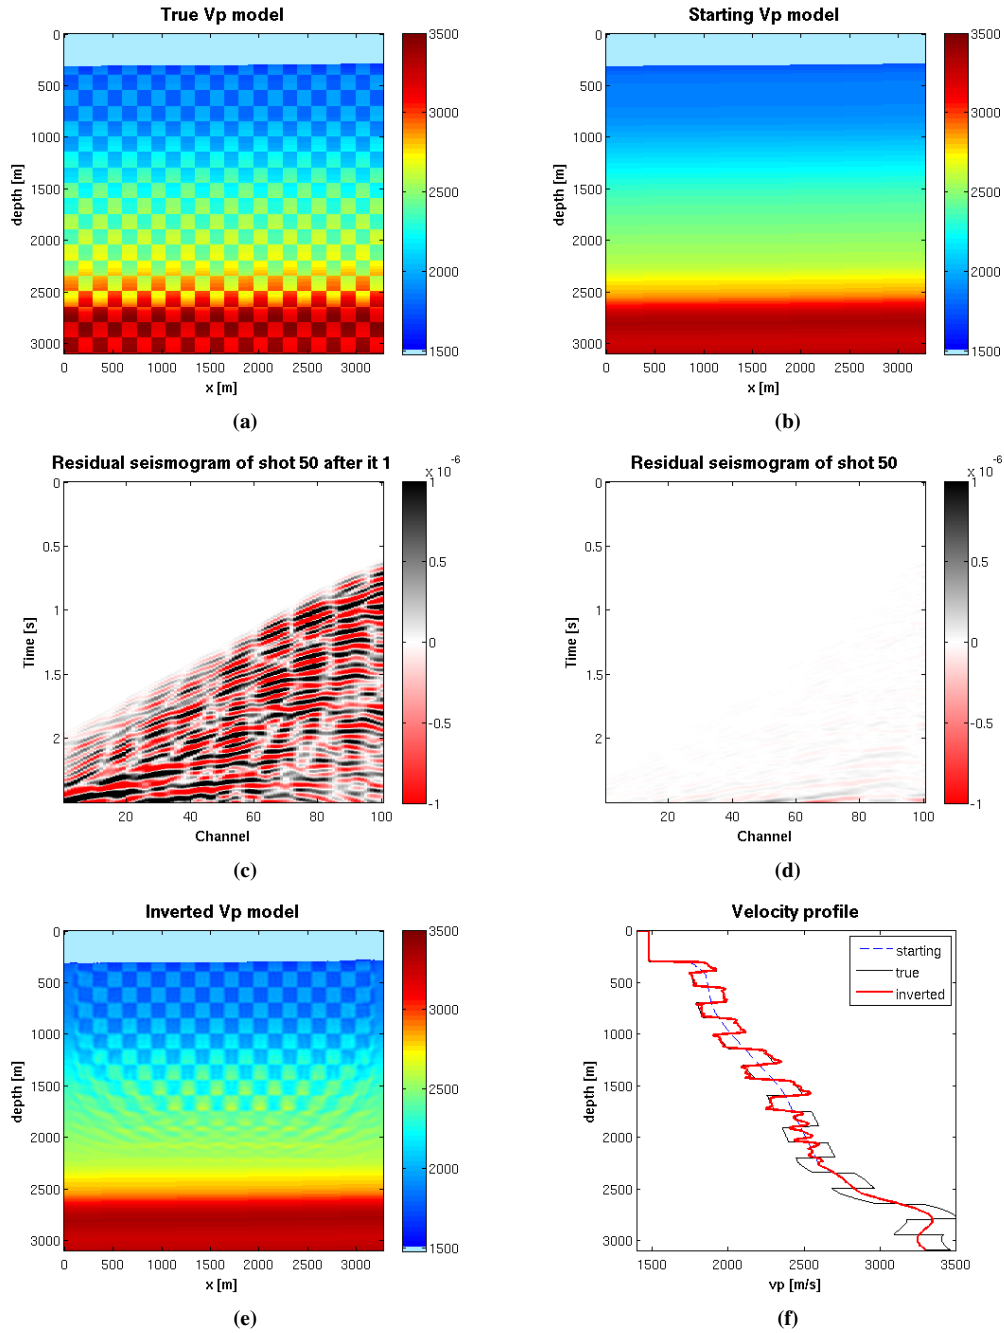 True Vp model
Starting Vp model
0
500
1000
1500
2000
2500
3000
depth [m]
0 500 1000 1500 2000 2500 3000
x [m]
3500
3000
2500
2000
1500
0
500
1000
1500
2000
2500
3000
depth [m]
0 500 1000 1500 2000 2500 3000
x [m]
3500
3000
2500
2000
1500
(a)
(b)
Residual seismogram of shot 50 after it 1
Residual seismogram of shot 50
0
0.5
1
1.5
2
Time [s]
20 40 60 80 100
Channel
x 10^-6
1
0.5
0
-0.5
-1
0
0.5
1
1.5
2
Time [s]
20 40 60 80 100
Channel
x 10^-6
1
0.5
0
-0.5
-1
(c)
(d)
Inverted Vp model
Velocity profile
0
500
1000
1500
2000
2500
3000
depth [m]
0 500 1000 1500 2000 2500 3000
x [m]
3500
3000
2500
2000
1500
0
500
1000
1500
2000
2500
3000
depth [m]
1500 2000 2500 3000 3500
vp [m/s]
starting
true
inverted
(e)
(f)